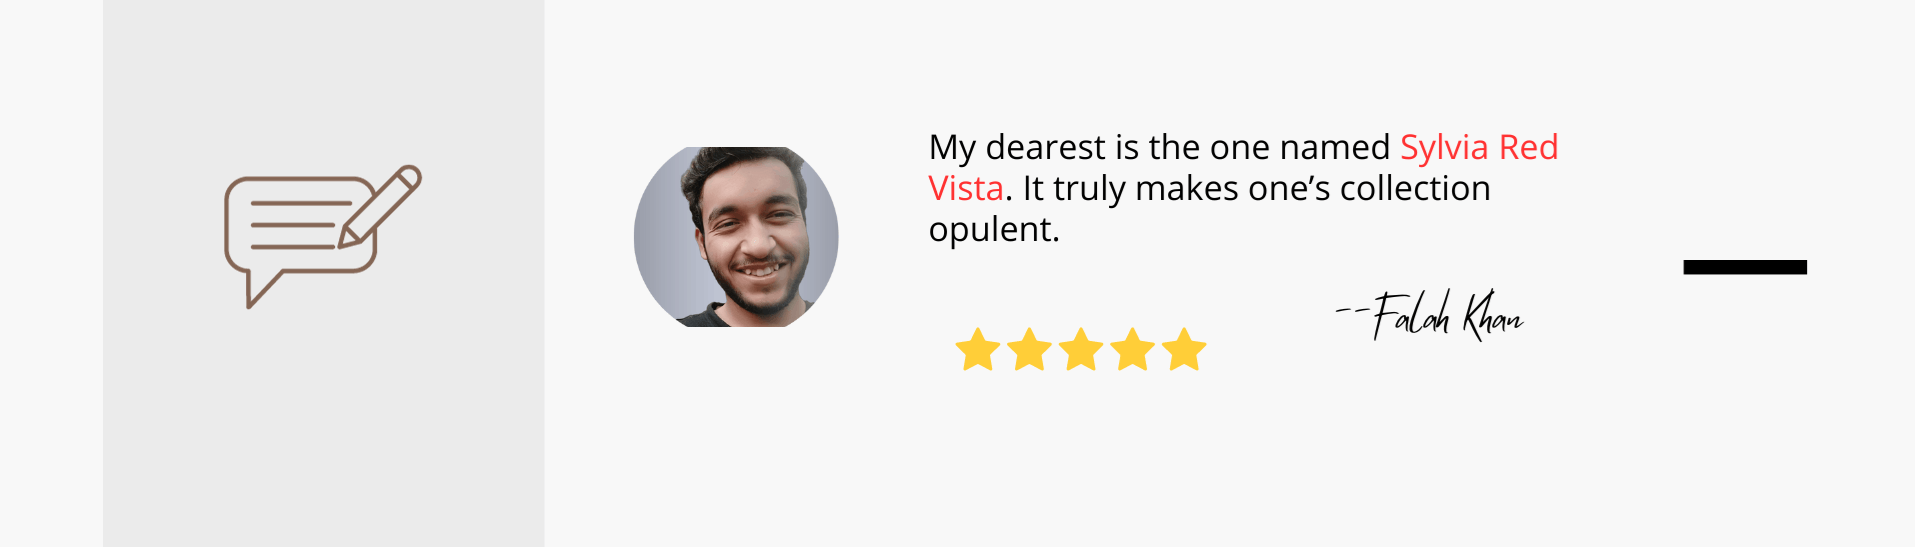 My dearest is the one named Sylvia Red
Vista. It truly makes one’s collection
opulent.
--Falah Khan